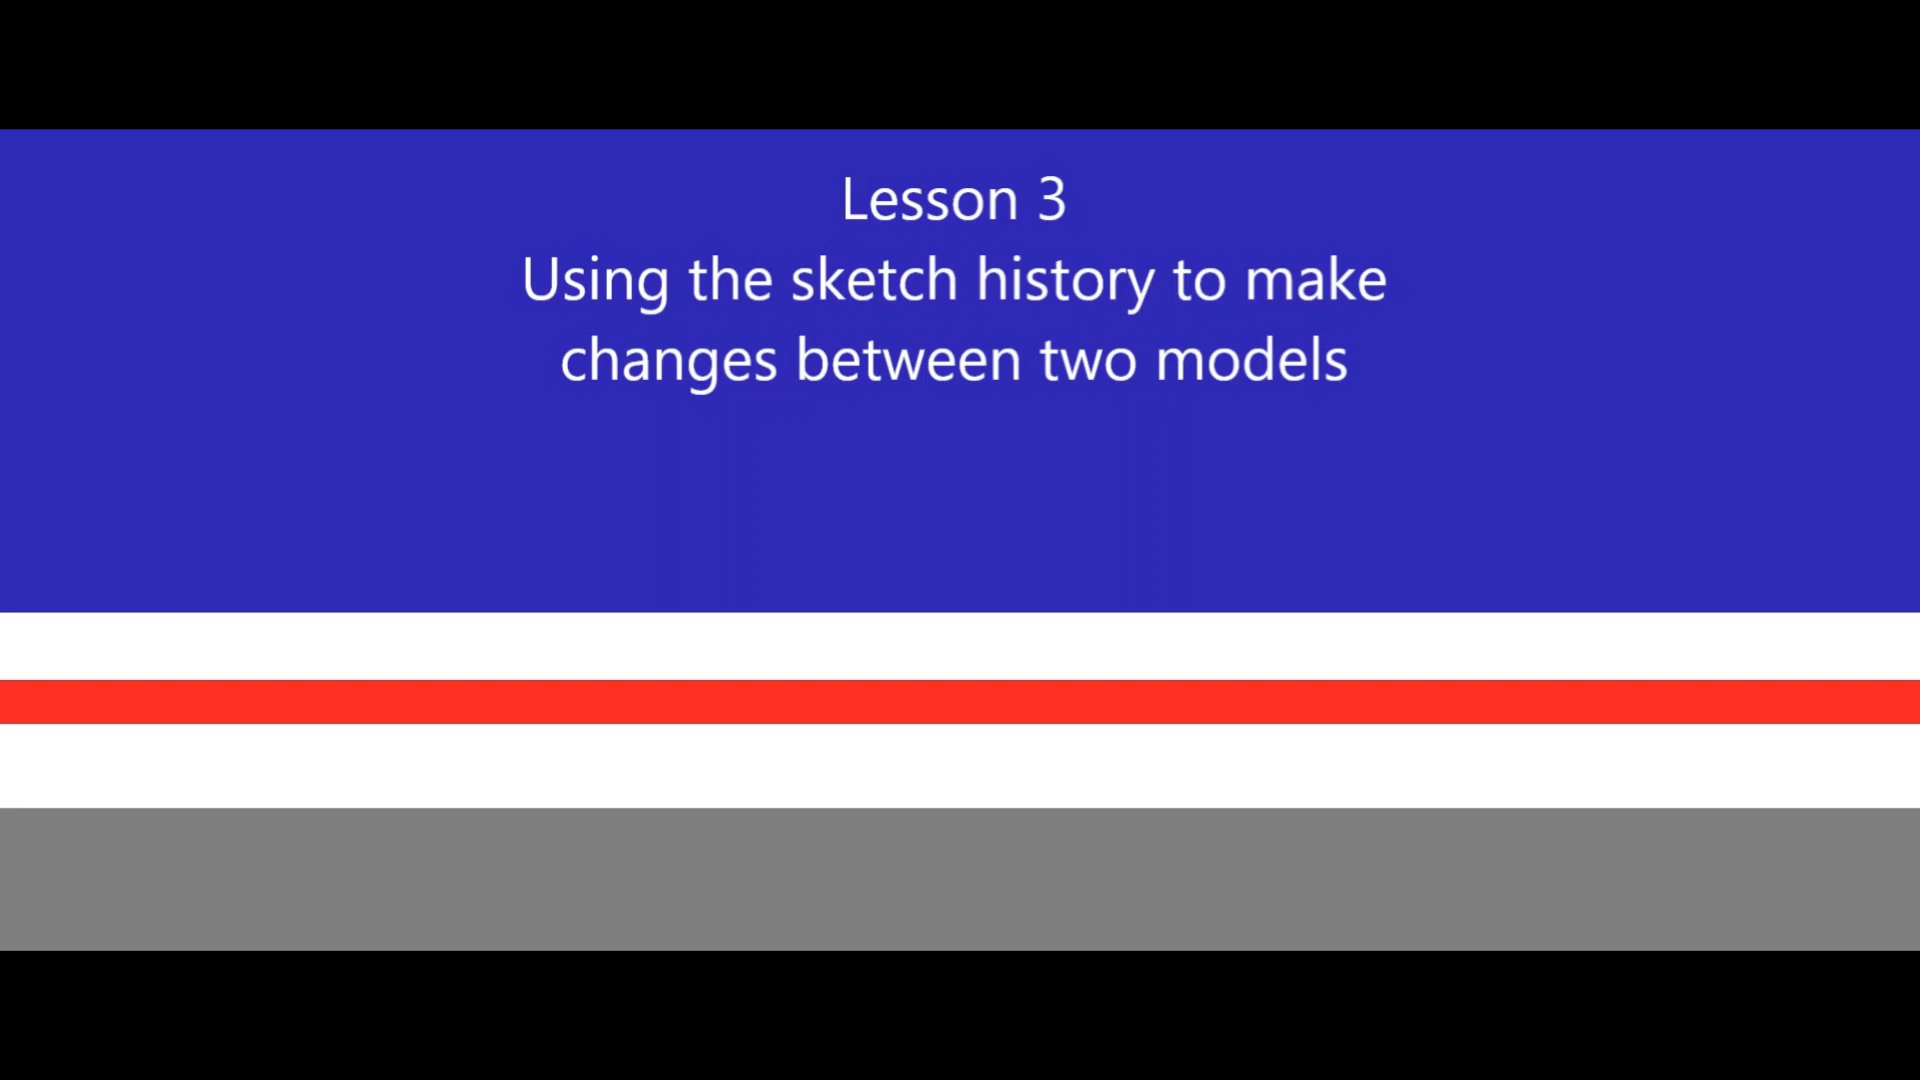 Lesson 3
Using the sketch history to make
changes between two models